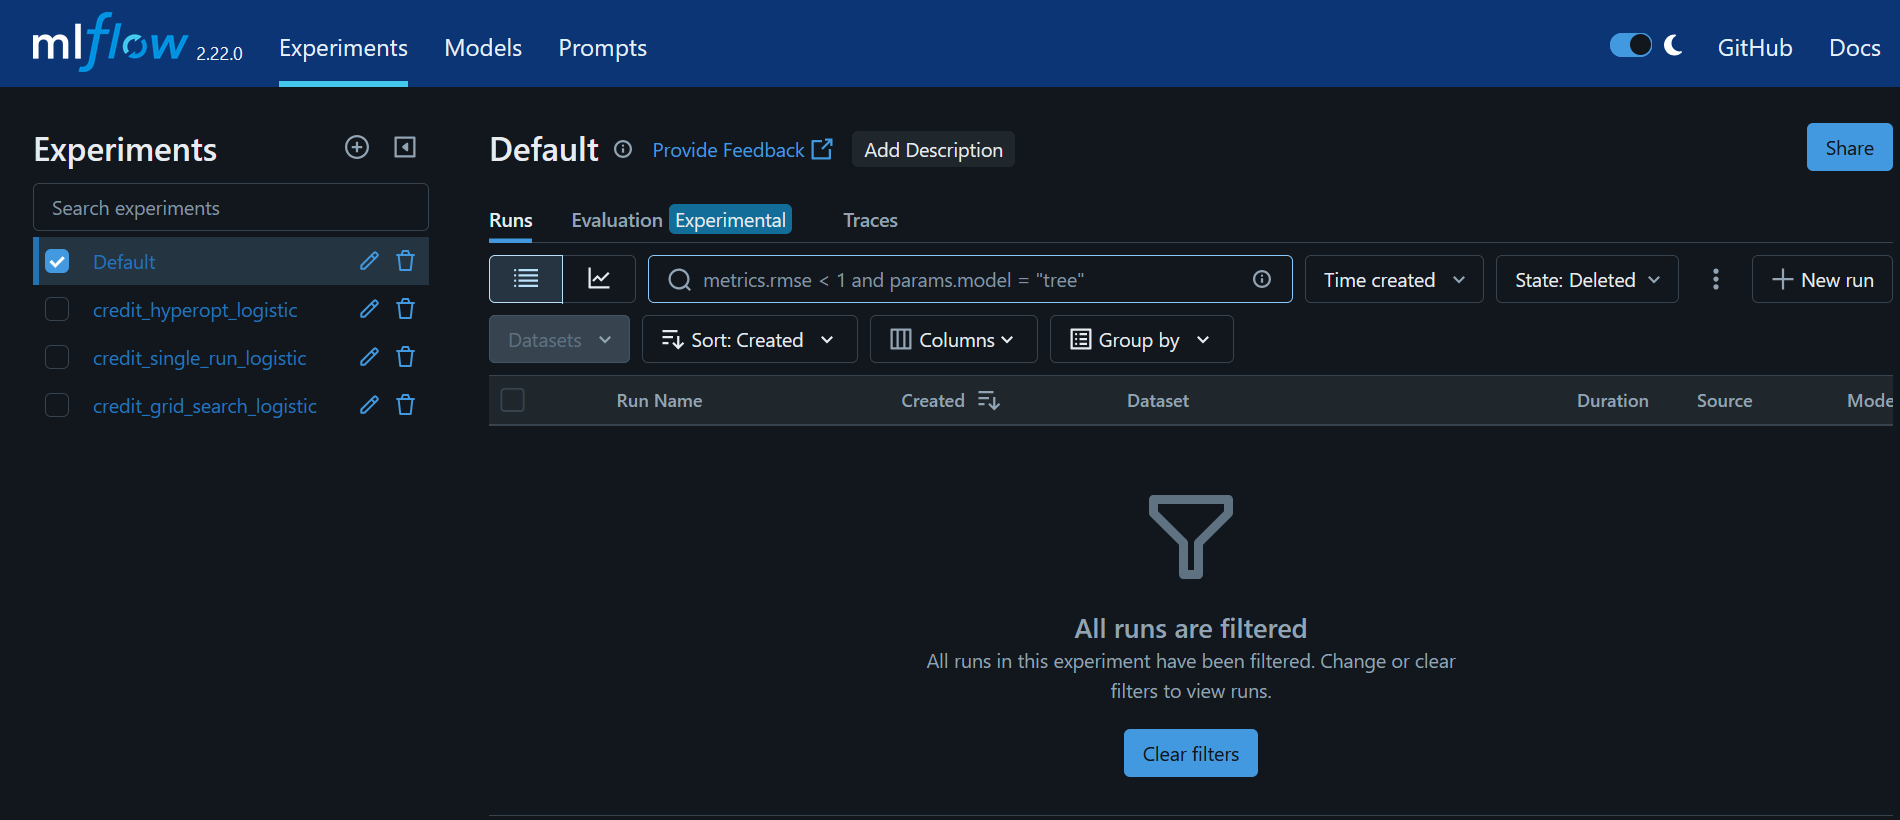 mlflow 2.22.0 Experiments Models Prompts GitHub Docs
Experiments
Search experiments
Default
credit_hyperopt_logistic
credit_single_run_logistic
credit_grid_search_logistic
Default Provide Feedback Add Description Share
Runs Evaluation Experimental Traces
metrics.rmse < 1 and params.model = "tree" Time created State: Deleted New run
Datasets Sort: Created Columns Group by
Run Name Created Dataset Duration Source Mode
All runs are filtered
All runs in this experiment have been filtered. Change or clear
filters to view runs.
Clear filters